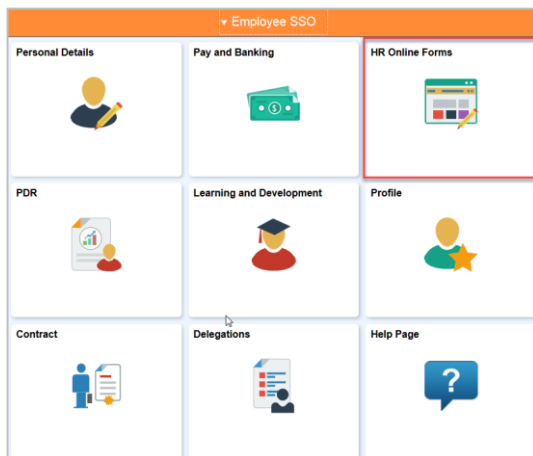 Employee SSO
Personal Details
Pay and Banking
HR Online Forms
$
PDR
Learning and Development
Profile
Contract
Delegations
Help Page
?